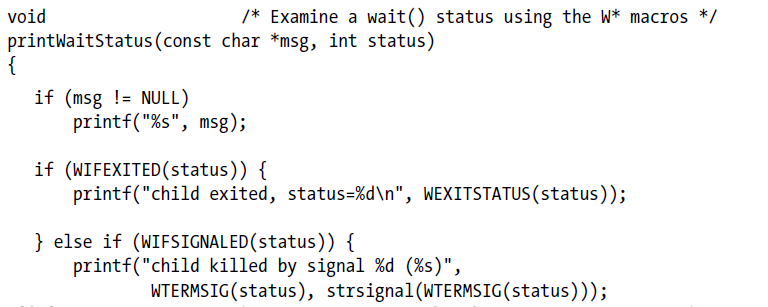 void                    /* Examine a wait() status using the W* macros */
printWaitStatus(const char *msg, int status)
{
    if (msg != NULL)
        printf("%s", msg);

    if (WIFEXITED(status)) {
        printf("child exited, status=%d\n", WEXITSTATUS(status));

    } else if (WIFSIGNALED(status)) {
        printf("child killed by signal %d (%s)",
                WTERMSIG(status), strsignal(WTERMSIG(status)));